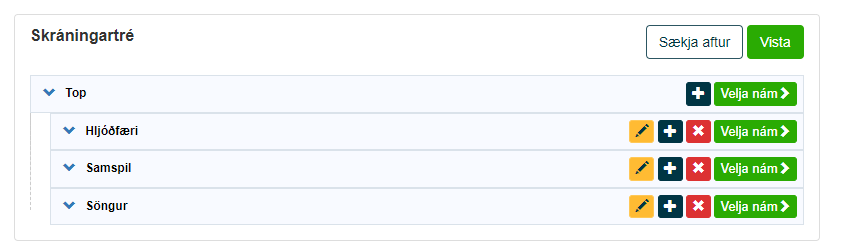 Skráningartré
Sækja aftur Vista
Top Velja nám
Hljóðfæri Velja nám
Samspil Velja nám
Söngur Velja nám